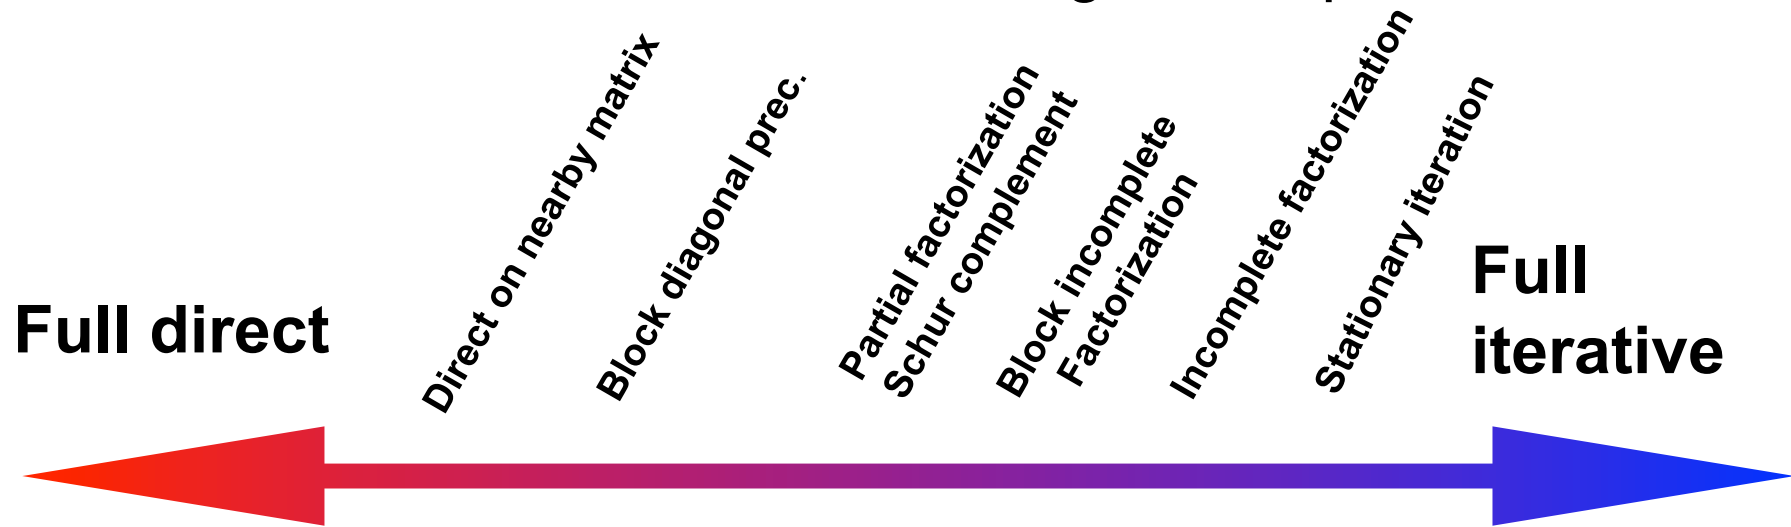 Full direct
Direct on nearby matrix
Block diagonal prec.
Partial factorization
Schur complement
Block incomplete
Factorization
Incomplete factorization
Stationary iteration
Full
iterative